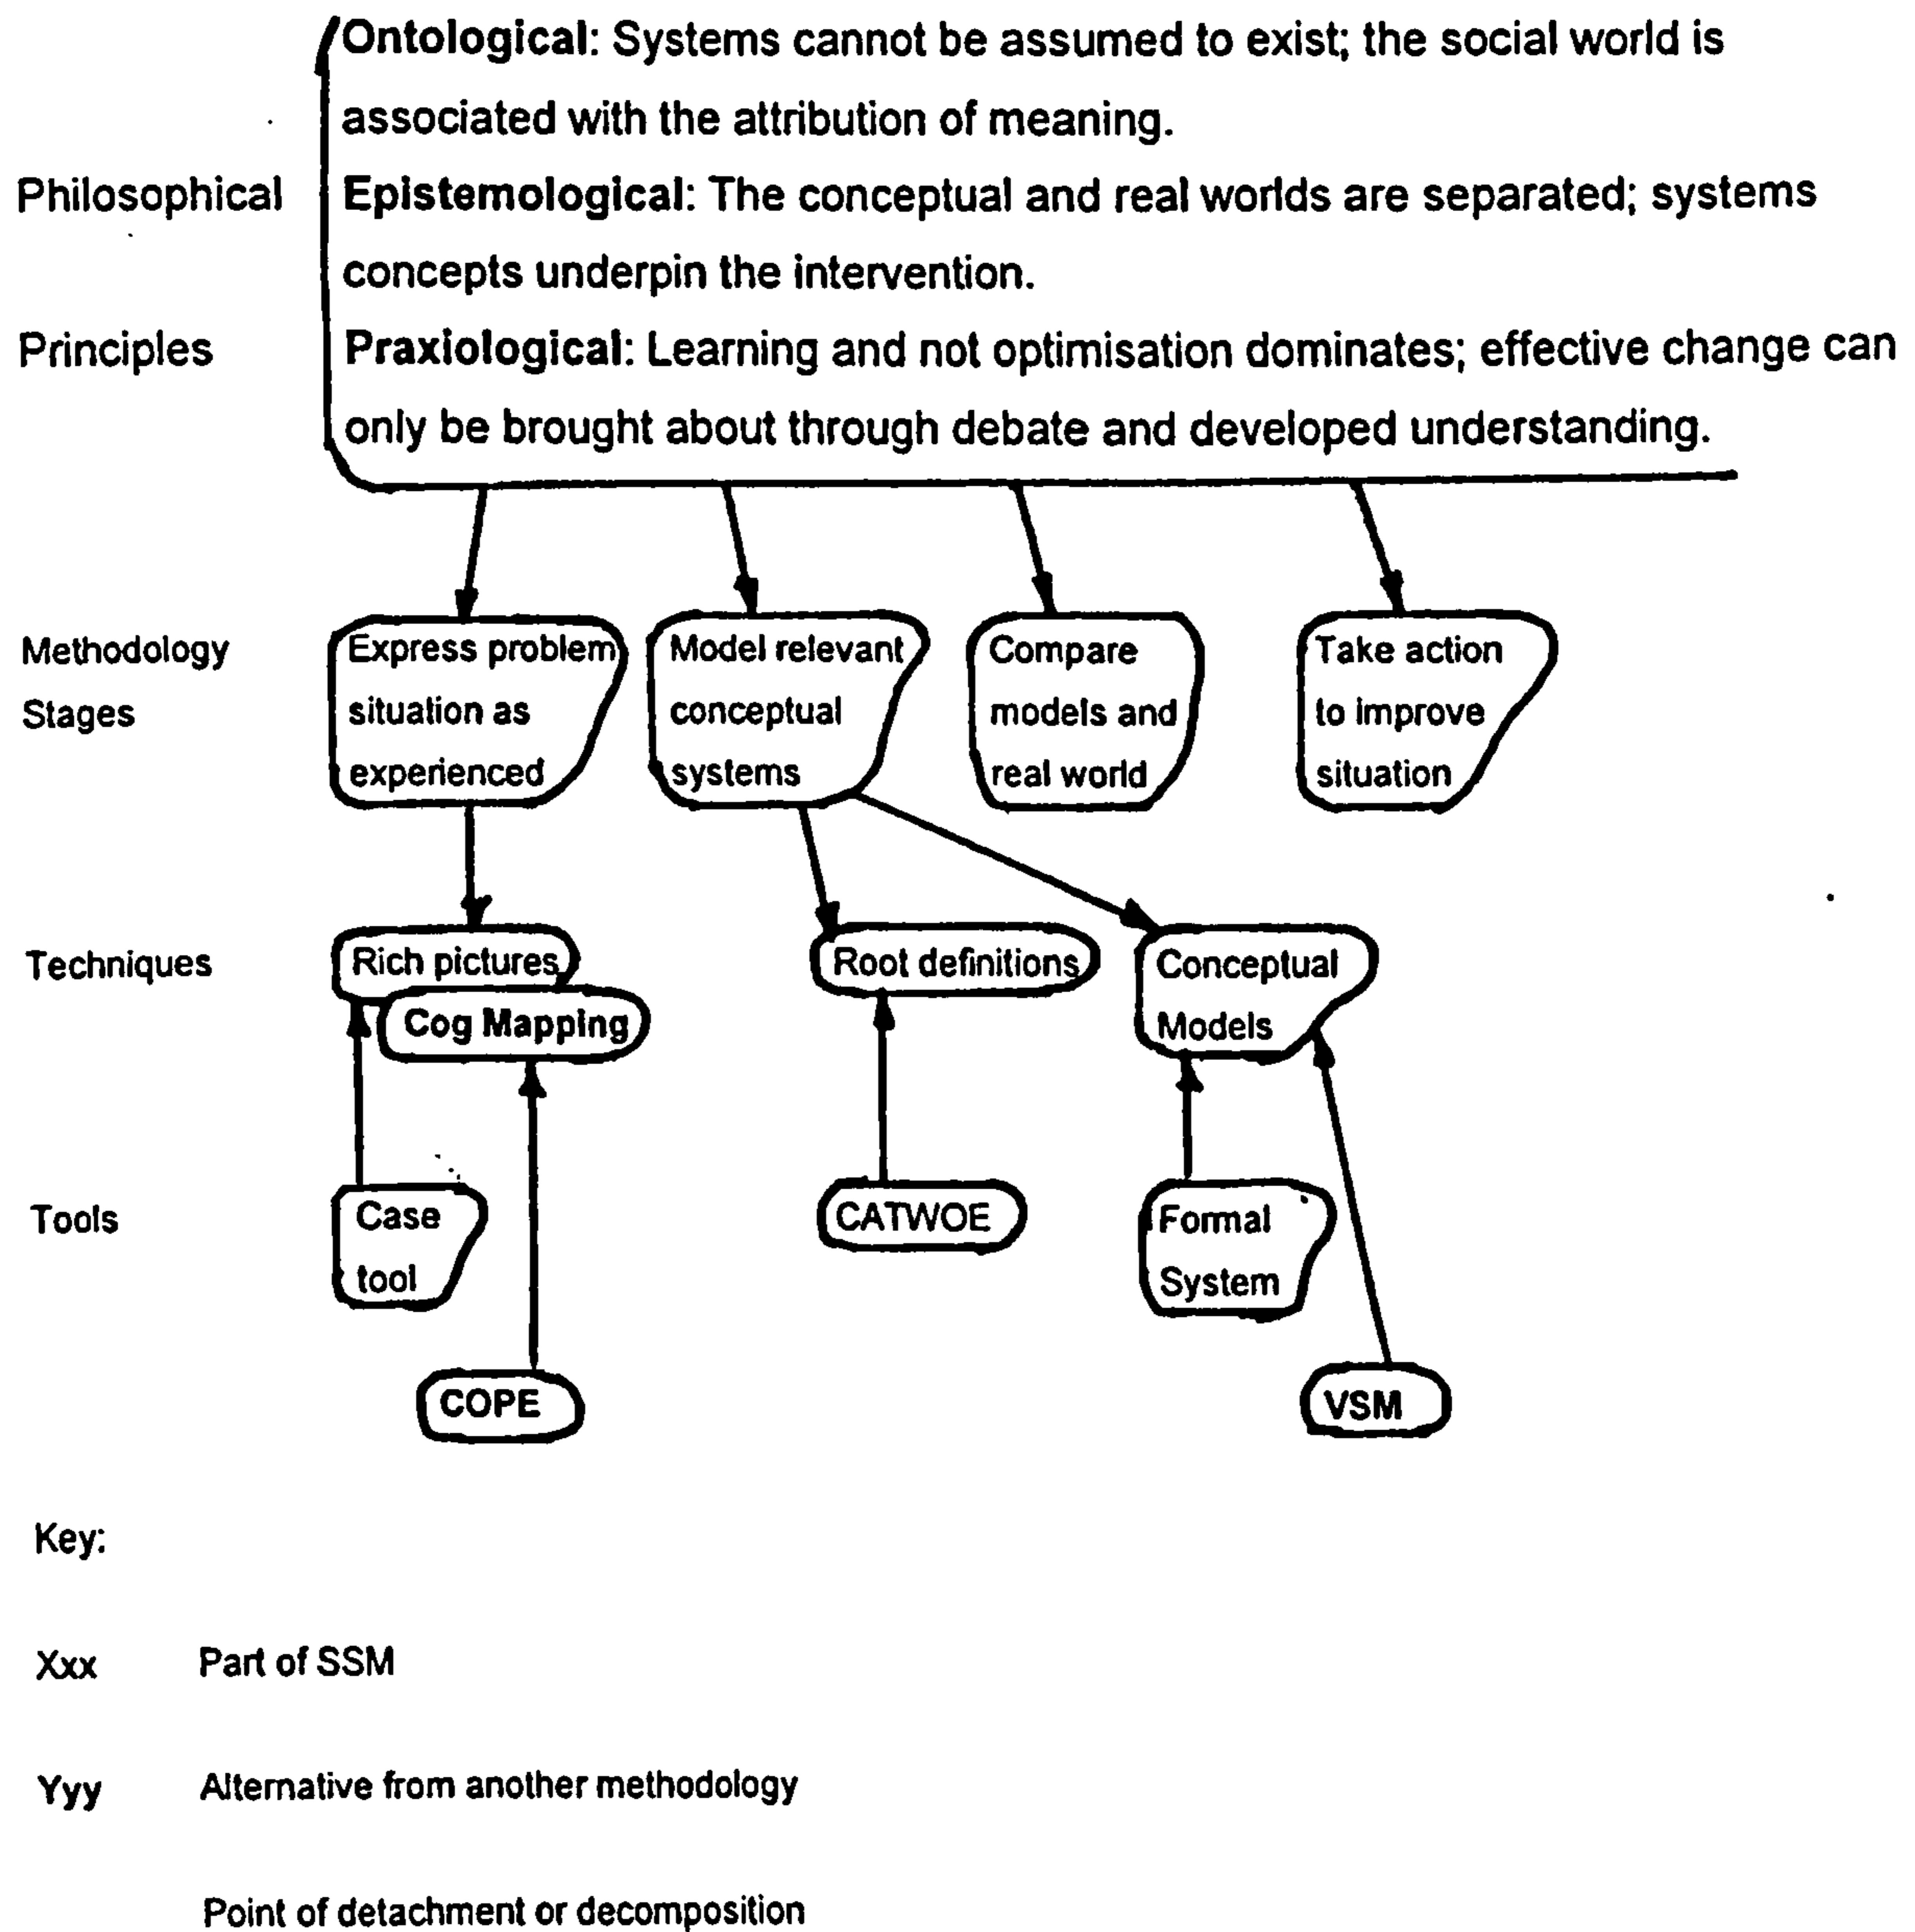 Ontological: Systems cannot be assumed to exist; the social world is
associated with the attribution of meaning.
Philosophical
Epistemological: The conceptual and real worlds are separated; systems
concepts underpin the intervention.
Principles
Praxiological: Learning and not optimisation dominates; effective change can
only be brought about through debate and developed understanding.
Methodology
Stages
Express problem
situation as
experienced
Model relevant
conceptual
systems
Compare
models and
real world
Take action
to improve
situation
Techniques
Rich pictures
Cog Mapping
Root definitions
Conceptual
Models
Tools
Case
tool
CATWOE
Formal
System
COPE
VSM
Key:
Xxx Part of SSM
Yyy Alternative from another methodology
Point of detachment or decomposition